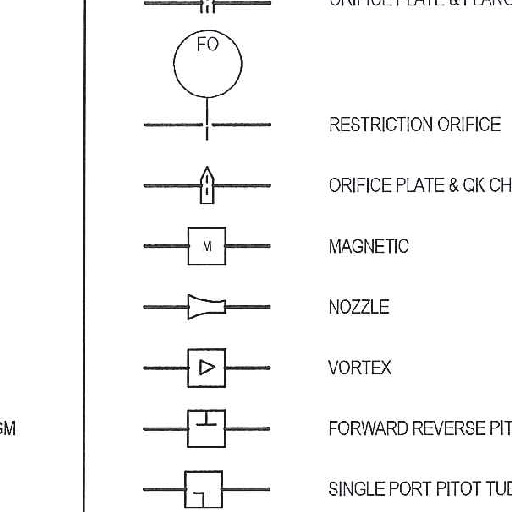 ORIFICE PLATE &
FO
RESTRICTION ORIFICE
ORIFICE PLATE & QK CH
M
MAGNETIC
NOZZLE
VORTEX
GM
FORWARD REVERSE PIT
SINGLE PORT PITOT TUB